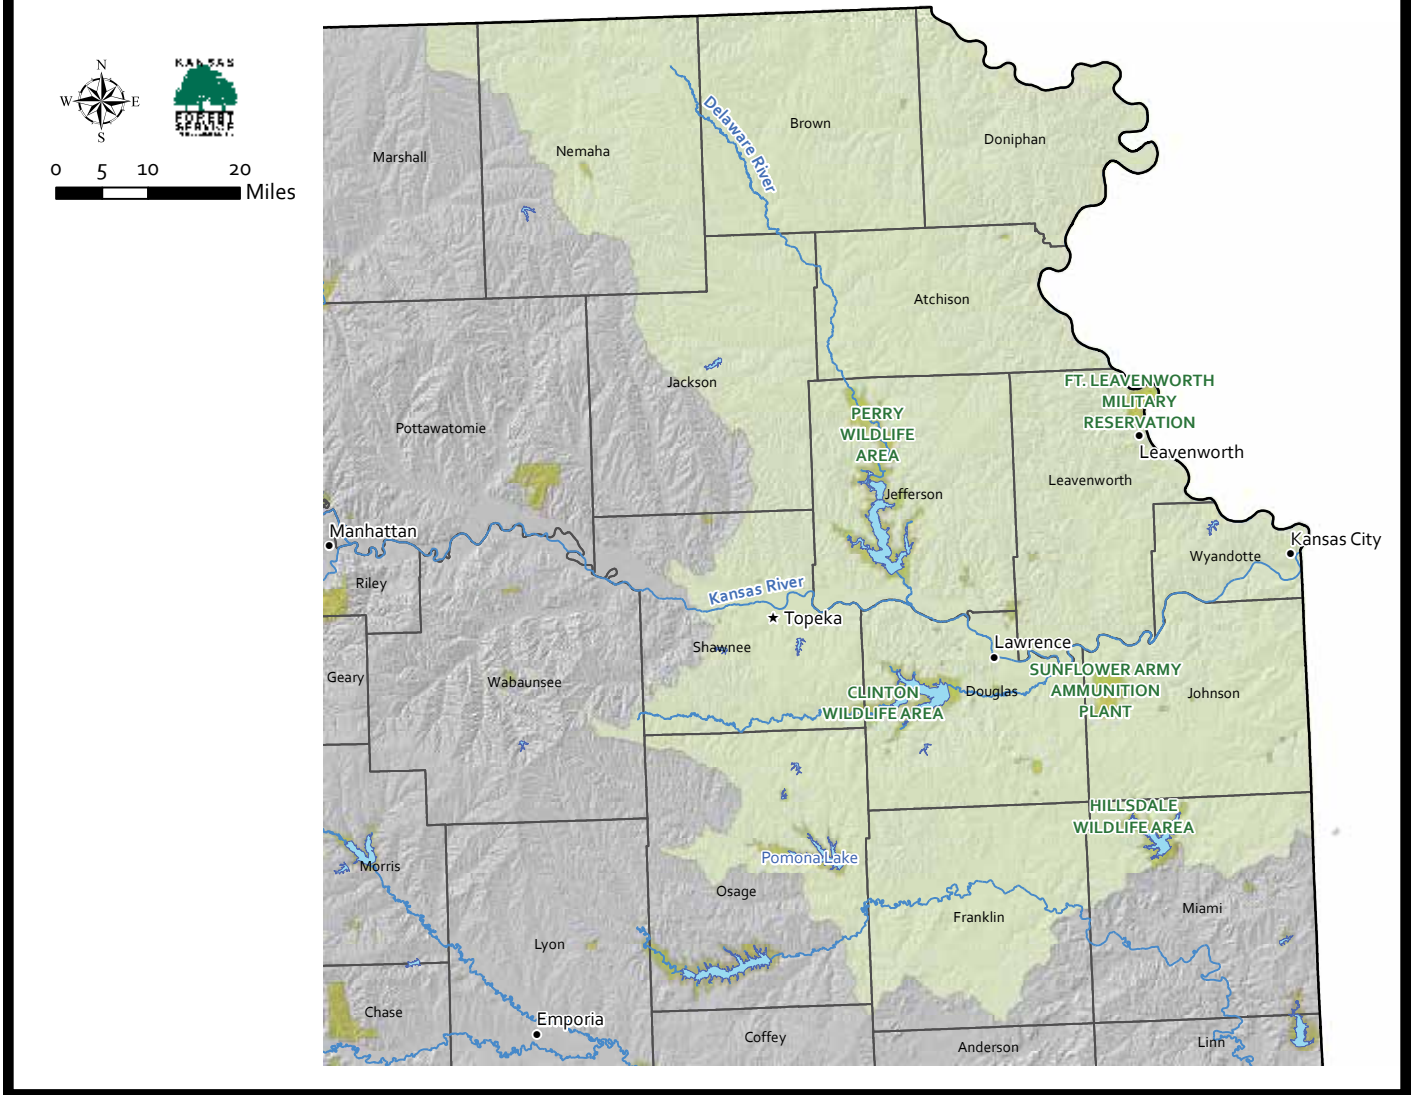 N
W E
S
KANSAS
FOREST
SERVICE
0 5 10 20
Miles
Marshall
Nemaha
Brown
Doniphan
Delaware River
Atchison
Jackson
Pottawatomie
FT. LEAVENWORTH
MILITARY
RESERVATION
Leavenworth
PERRY
WILDLIFE
AREA
Jefferson
Leavenworth
Manhattan
Kansas City
Wyandotte
Riley
Kansas River
Topeka
Shawnee
Lawrence
Geary
Wabaunsee
CLINTON
WILDLIFE AREA
Douglas
SUNFLOWER ARMY
AMMUNITION
PLANT
Johnson
HILLSDALE
WILDLIFE AREA
Pomona Lake
Morris
Osage
Franklin
Miami
Lyon
Chase
Emporia
Coffey
Anderson
Linn